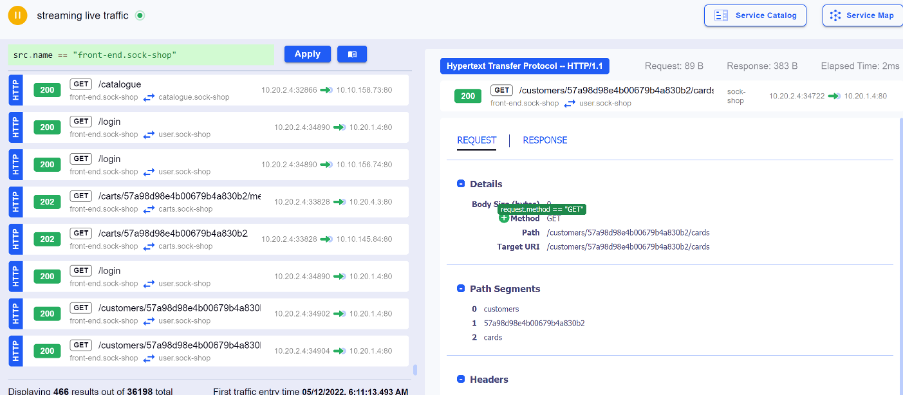 streaming live traffic
Service Catalog
Service Map
src.name == "front-end.sock-shop"
Apply
HTTP
200
GET /catalogue
front-end.sock-shop catalogue.sock-shop
10.20.2.4:32866 10.10.158.73:80
HTTP
200
GET /login
front-end.sock-shop user.sock-shop
10.20.2.4:34890 10.20.1.4:80
HTTP
200
GET /login
front-end.sock-shop user.sock-shop
10.20.2.4:34890 10.10.156.74:80
HTTP
202
GET /carts/57a98d98e4b00679b4a830b2/me
front-end.sock-shop carts.sock-shop
10.20.2.4:33828 10.20.4.3:80
HTTP
202
GET /carts/57a98d98e4b00679b4a830b2
front-end.sock-shop carts.sock-shop
10.20.2.4:33828 10.10.145.84:80
HTTP
200
GET /login
front-end.sock-shop user.sock-shop
10.20.2.4:34890 10.20.1.4:80
HTTP
200
GET /customers/57a98d98e4b00679b4a830l
front-end.sock-shop user.sock-shop
10.20.2.4:34902 10.20.1.4:80
HTTP
200
GET /customers/57a98d98e4b00679b4a830l
front-end.sock-shop user.sock-shop
10.20.2.4:34904 10.20.1.4:80
Displaying 466 results out of 36198 total
First traffic entry time 05/12/2022, 6:11:13.493 AM
Hypertext Transfer Protocol -- HTTP/1.1
Request: 89 B Response: 383 B Elapsed Time: 2ms
200
GET /customers/57a98d98e4b00679b4a830b2/cards
front-end.sock-shop user.sock-shop
sock-
shop
10.20.2.4:34722 10.20.1.4:80
REQUEST RESPONSE
Details
Body Size (bytes) 0
request.method == "GET"
Method GET
Path /customers/57a98d98e4b00679b4a830b2/cards
Target URI /customers/57a98d98e4b00679b4a830b2/cards
Path Segments
0 customers
1 57a98d98e4b00679b4a830b2
2 cards
Headers